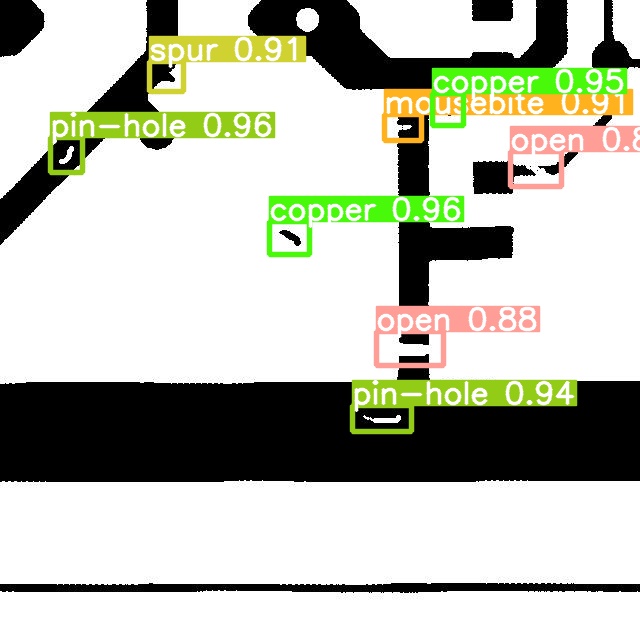 spur 0.91
copper 0.95
mousebite 0.91
pin-hole 0.96
open 0.8
copper 0.96
open 0.88
pin-hole 0.94